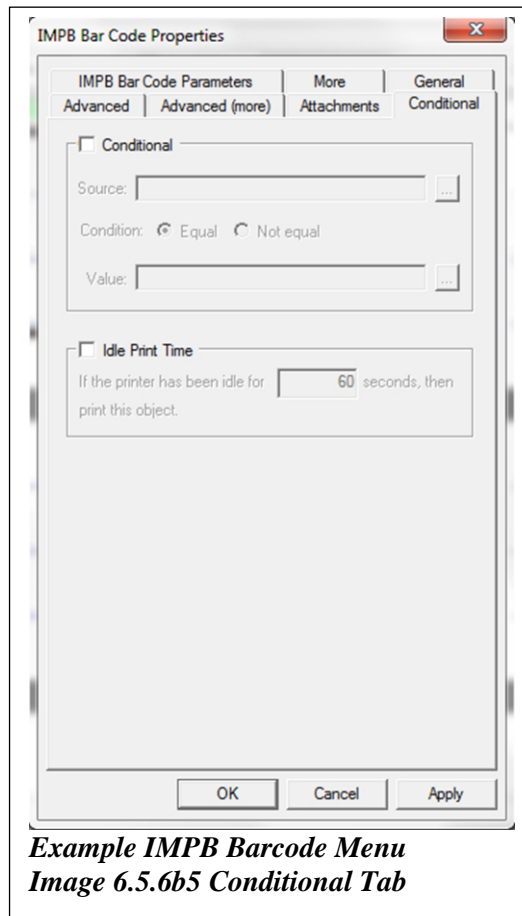 IMPB Bar Code Properties
IMPB Bar Code Parameters More General
Advanced Advanced (more) Attachments Conditional
Conditional
Source: ...
Condition: Equal Not equal
Value: ...
Idle Print Time
If the printer has been idle for 60 seconds, then
print this object.
OK Cancel Apply
Example IMPB Barcode Menu
Image 6.5.6b5 Conditional Tab